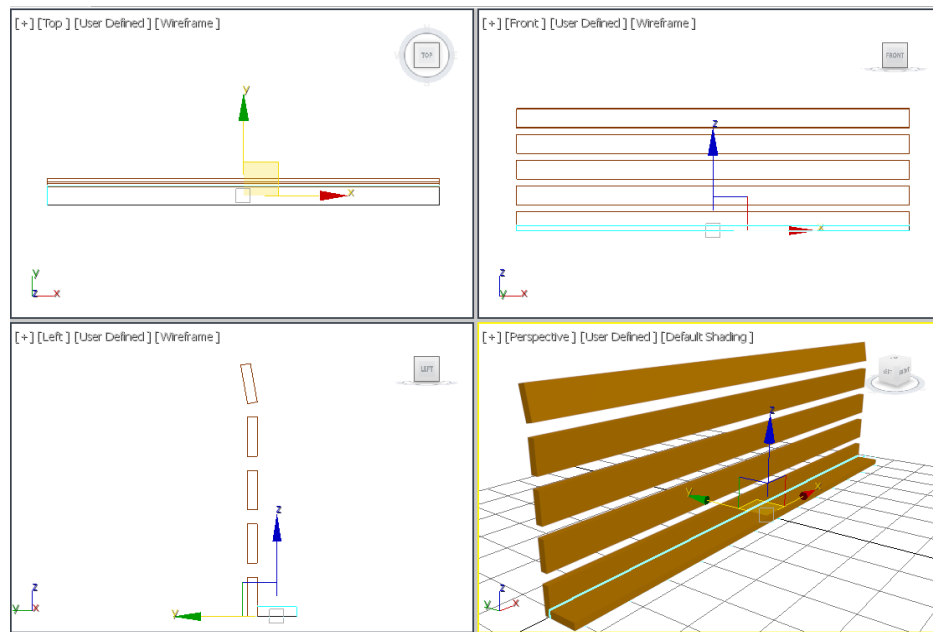 [+] [Top] [User Defined] [Wireframe]
TOP
y
x
y
z x
[+] [Front] [User Defined] [Wireframe]
FRONT
z
x
z
y x
[+] [Left] [User Defined] [Wireframe]
LEFT
z
y
z
y x
[+] [Perspective] [User Defined] [Default Shading]
z
y
x
z
y x